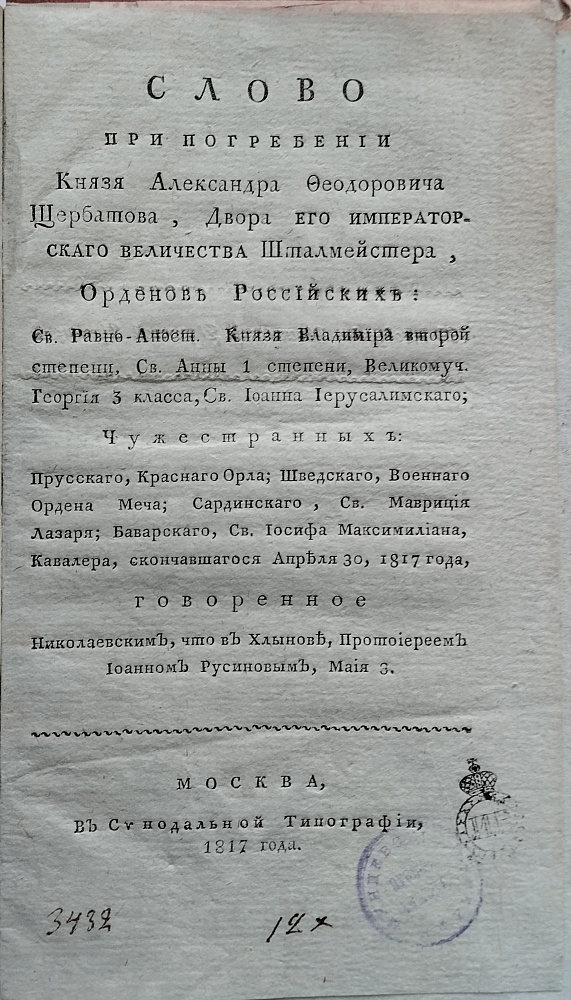 СЛОВО
ПРИ ПОГРЕБЕНІИ
Князя Александра Ѳеодоровича
Щербатова, Двора ЕГО ИМПЕРАТОР-
СКАГО ВЕЛИЧЕСТВА Шталмейстера,
Орденовъ Россійскихъ:
Св. Равно-Апост. Князя Владиміра второй
степени, Св. Анны 1 степени, Великомуч.
Георгія 3 класса, Св. Іоанна Іерусалимскаго;
Чужестранныхъ:
Прусскаго, Краснаго Орла; Шведскаго, Военнаго
Ордена Меча; Сардинскаго, Св. Мавриція
Лазаря; Баварскаго, Св. Іосифа Максимиліана,
Кавалера, скончавшагося Апрѣля 30, 1817 года,
говоренное
Николаевскимъ, что въ Хлыновѣ, Протоіереемъ
Іоанномъ Русиновымъ, Маія 3.
МОСКВА,
Въ Сѵнодальной Типографіи,
1817 года.
3432
12 x